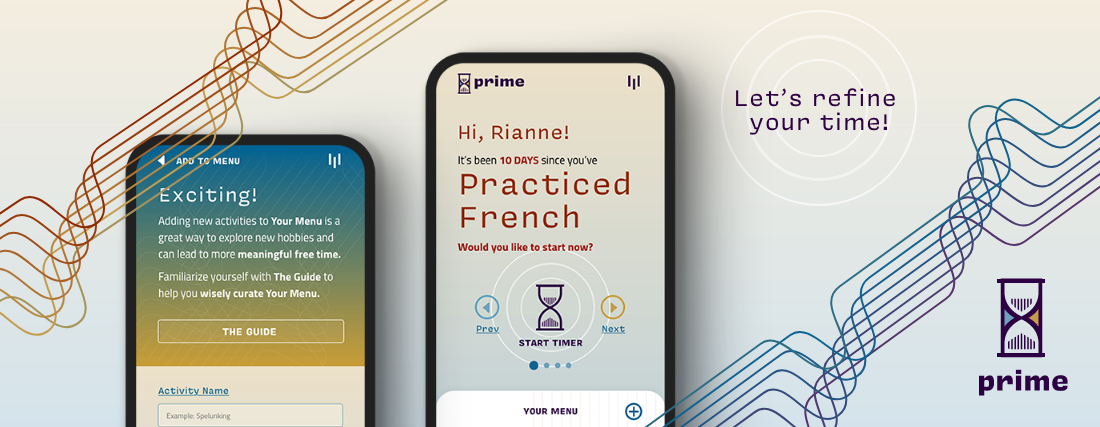 ADD TO MENU
Exciting!
Adding new activities to Your Menu is a
great way to explore new hobbies and
can lead to more meaningful free time.
Familiarize yourself with The Guide to
help you wisely curate Your Menu.
THE GUIDE
Activity Name
Example: Spelunking
prime
Hi, Rianne!
It's been 10 DAYS since you've
Practiced
French
Would you like to start now?
Prev
Next
START TIMER
YOUR MENU
Let's refine
your time!
prime